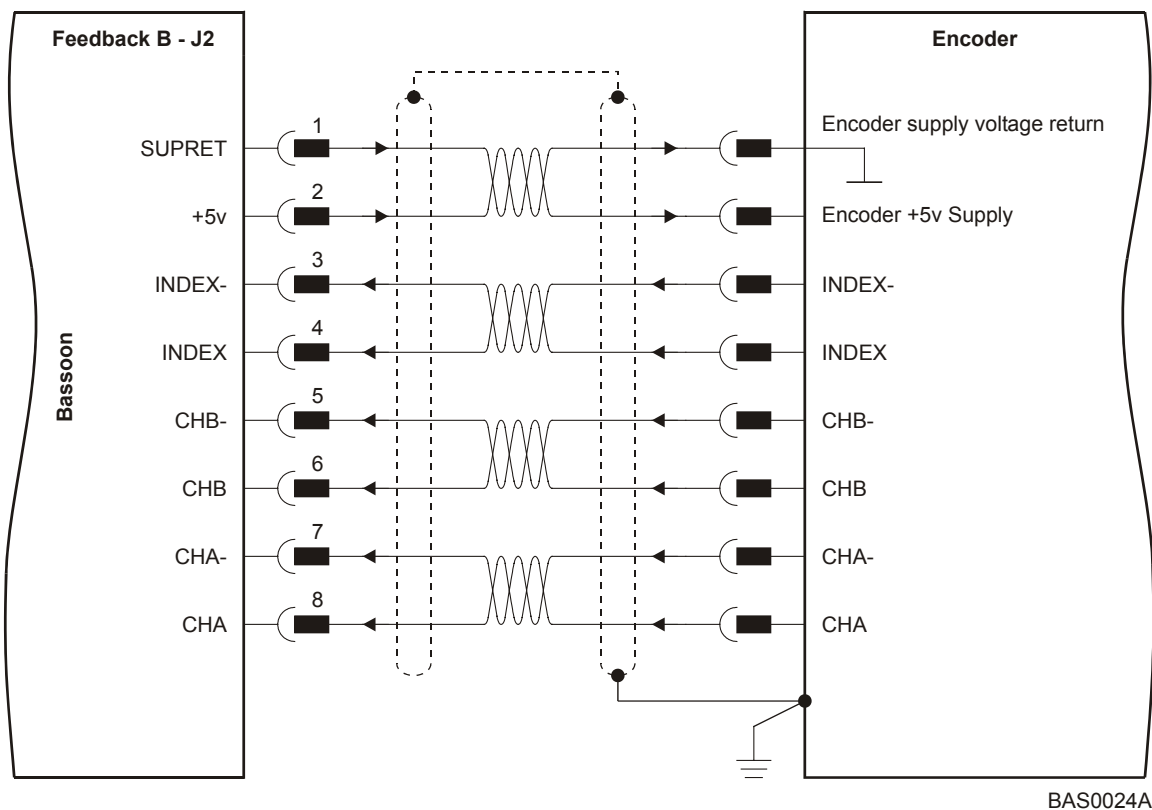 Feedback B - J2
Encoder
Bassoon
SUPRET
1
Encoder supply voltage return
+5v
2
Encoder +5v Supply
INDEX-
3
INDEX-
INDEX
4
INDEX
CHB-
5
CHB-
CHB
6
CHB
CHA-
7
CHA-
CHA
8
CHA
BAS0024A